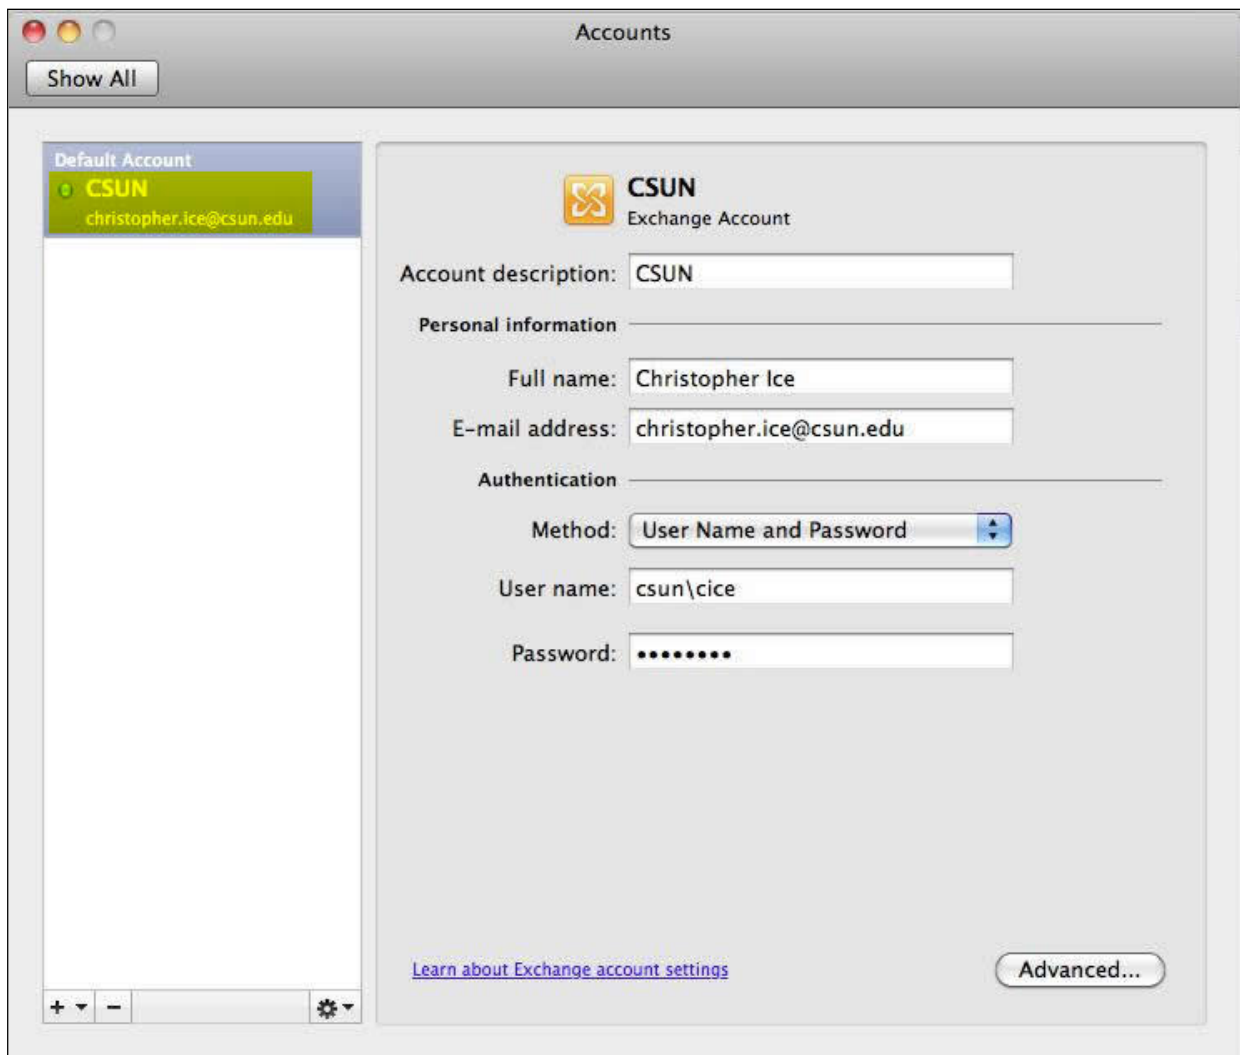 Accounts
Show All
Default Account
CSUN
christopher.ice@csun.edu
CSUN
Exchange Account
Account description: CSUN
Personal information
Full name: Christopher Ice
E-mail address: christopher.ice@csun.edu
Authentication
Method: User Name and Password
User name: csun\cice
Password: ••••••••
Learn about Exchange account settings
Advanced...